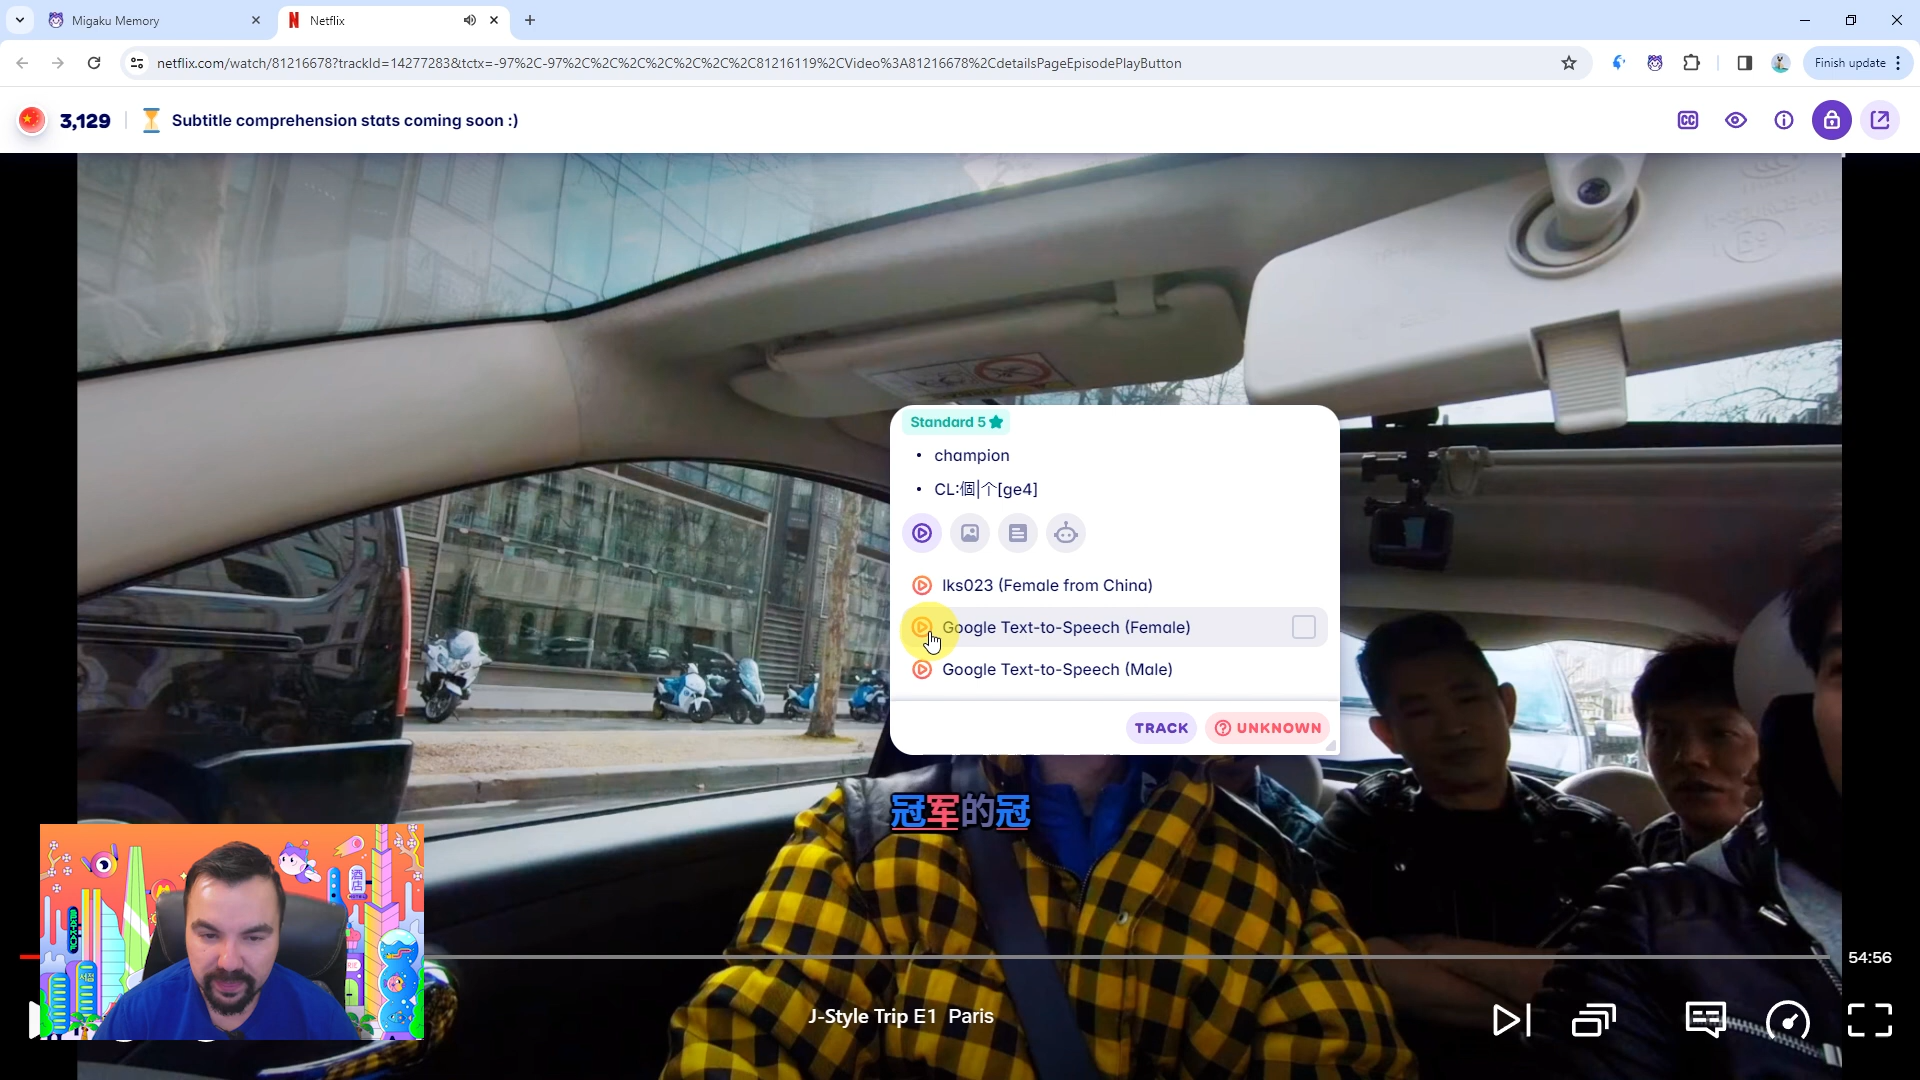 Migaku Memory
Netflix
netflix.com/watch/81216678?trackId=14277283&tctx=-97%2C-97%2C%2C%2C%2C%2C%2C%2C81216119%2CVideo%3A81216678%2CdetailsPageEpisodePlayButton
Finish update
3,129
Subtitle comprehension stats coming soon :)
CC
Standard 5
• champion
• CL:個|个[ge4]
lks023 (Female from China)
Google Text-to-Speech (Female)
Google Text-to-Speech (Male)
TRACK
UNKNOWN
冠军的冠
酒店
54:56
J-Style Trip E1 Paris